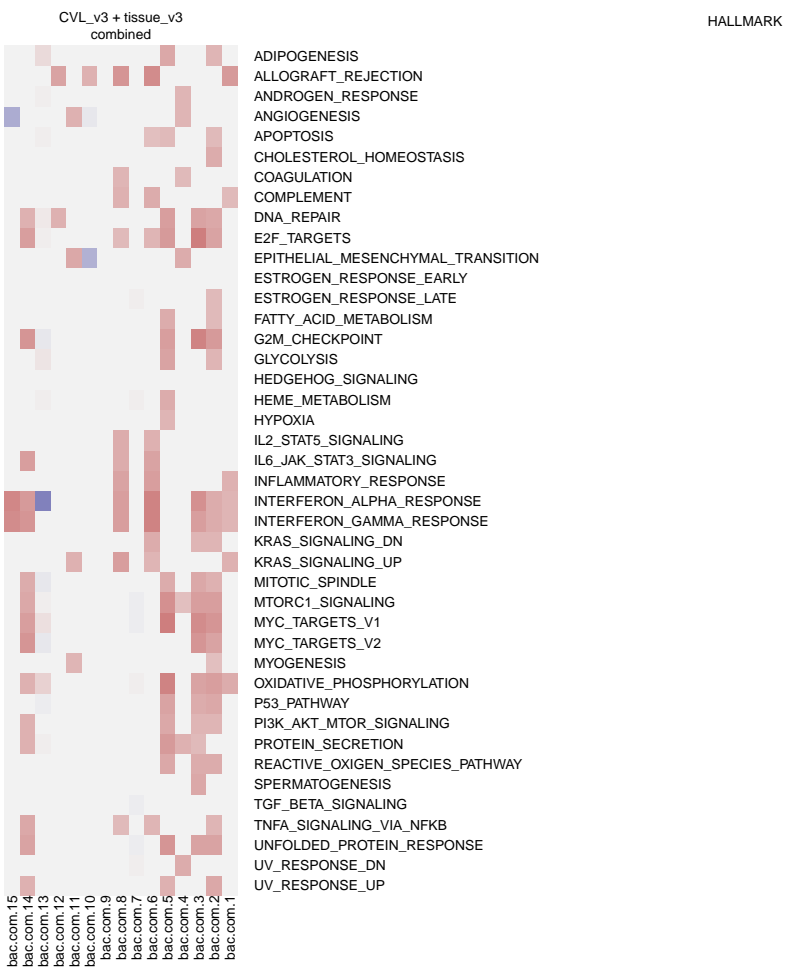 CVL_v3 + tissue_v3
combined
HALLMARK
ADIPOGENESIS
ALLOGRAFT_REJECTION
ANDROGEN_RESPONSE
ANGIOGENESIS
APOPTOSIS
CHOLESTEROL_HOMEOSTASIS
COAGULATION
COMPLEMENT
DNA_REPAIR
E2F_TARGETS
EPITHELIAL_MESENCHYMAL_TRANSITION
ESTROGEN_RESPONSE_EARLY
ESTROGEN_RESPONSE_LATE
FATTY_ACID_METABOLISM
G2M_CHECKPOINT
GLYCOLYSIS
HEDGEHOG_SIGNALING
HEME_METABOLISM
HYPOXIA
IL2_STAT5_SIGNALING
IL6_JAK_STAT3_SIGNALING
INFLAMMATORY_RESPONSE
INTERFERON_ALPHA_RESPONSE
INTERFERON_GAMMA_RESPONSE
KRAS_SIGNALING_DN
KRAS_SIGNALING_UP
MITOTIC_SPINDLE
MTORC1_SIGNALING
MYC_TARGETS_V1
MYC_TARGETS_V2
MYOGENESIS
OXIDATIVE_PHOSPHORYLATION
P53_PATHWAY
PI3K_AKT_MTOR_SIGNALING
PROTEIN_SECRETION
REACTIVE_OXIGEN_SPECIES_PATHWAY
SPERMATOGENESIS
TGF_BETA_SIGNALING
TNFA_SIGNALING_VIA_NFKB
UNFOLDED_PROTEIN_RESPONSE
UV_RESPONSE_DN
UV_RESPONSE_UP
bac.com.15
bac.com.14
bac.com.13
bac.com.12
bac.com.11
bac.com.10
bac.com.9
bac.com.8
bac.com.7
bac.com.6
bac.com.5
bac.com.4
bac.com.3
bac.com.2
bac.com.1